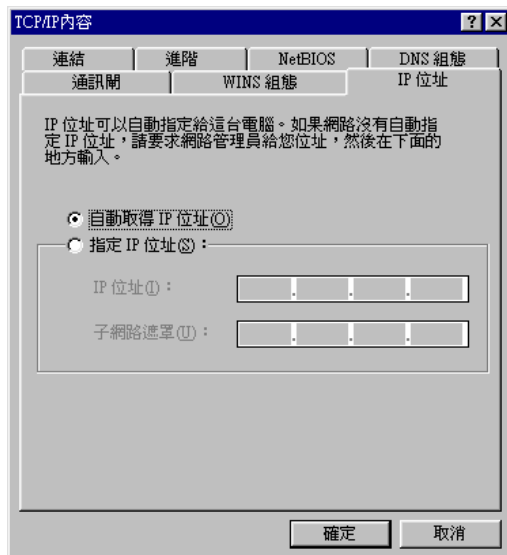 TCP/IP內容
連結 進階 NetBIOS DNS 組態
通訊閘 WINS 組態 IP 位址
IP 位址可以自動指定給這台電腦。如果網路沒有自動指
定 IP 位址，請要求網路管理員給您位址，然後在下面的
地方輸入。
自動取得 IP 位址(O)
指定 IP 位址(S)：
IP 位址(I)：
子網路遮罩(U)：
確定 取消